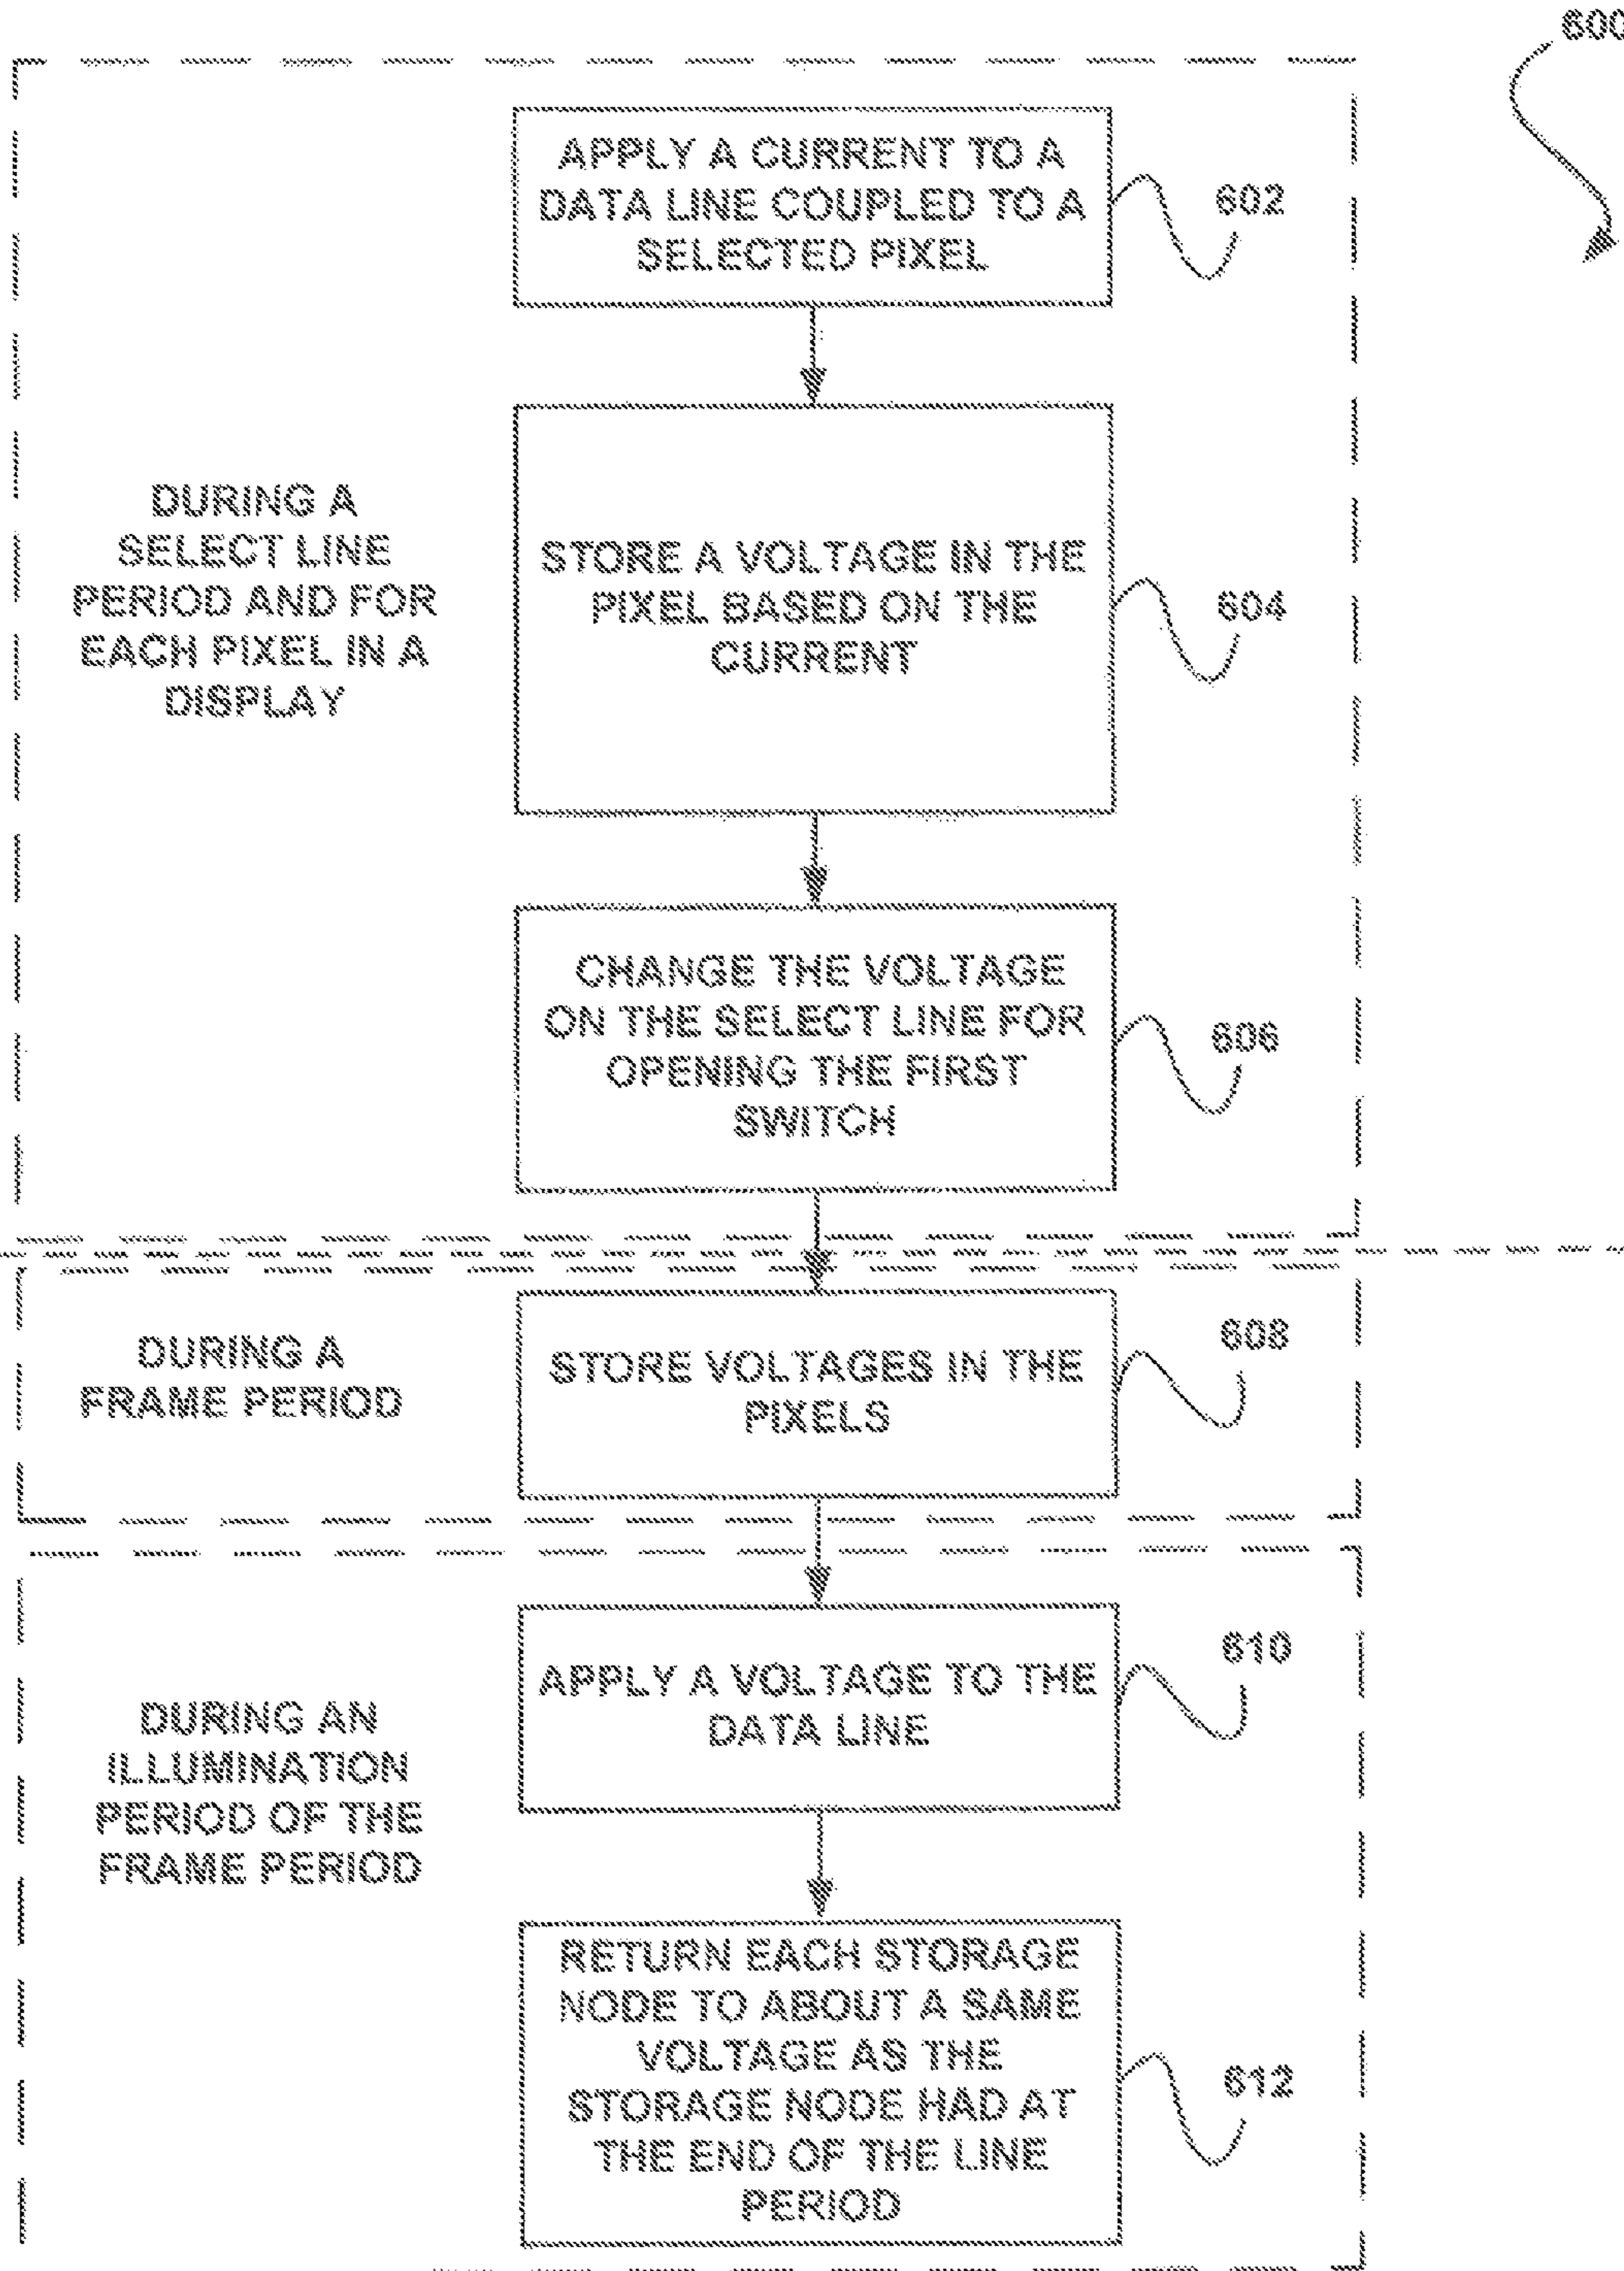 600
APPLY A CURRENT TO A
DATA LINE COUPLED TO A
SELECTED PIXEL
602
DURING A
SELECT LINE
PERIOD AND FOR
EACH PIXEL IN A
DISPLAY
STORE A VOLTAGE IN THE
PIXEL BASED ON THE
CURRENT
604
CHANGE THE VOLTAGE
ON THE SELECT LINE FOR
OPENING THE FIRST
SWITCH
606
DURING A
FRAME PERIOD
STORE VOLTAGES IN THE
PIXELS
608
DURING AN
ILLUMINATION
PERIOD OF THE
FRAME PERIOD
APPLY A VOLTAGE TO THE
DATA LINE
610
RETURN EACH STORAGE
NODE TO ABOUT A SAME
VOLTAGE AS THE
STORAGE NODE HAD AT
THE END OF THE LINE
PERIOD
612